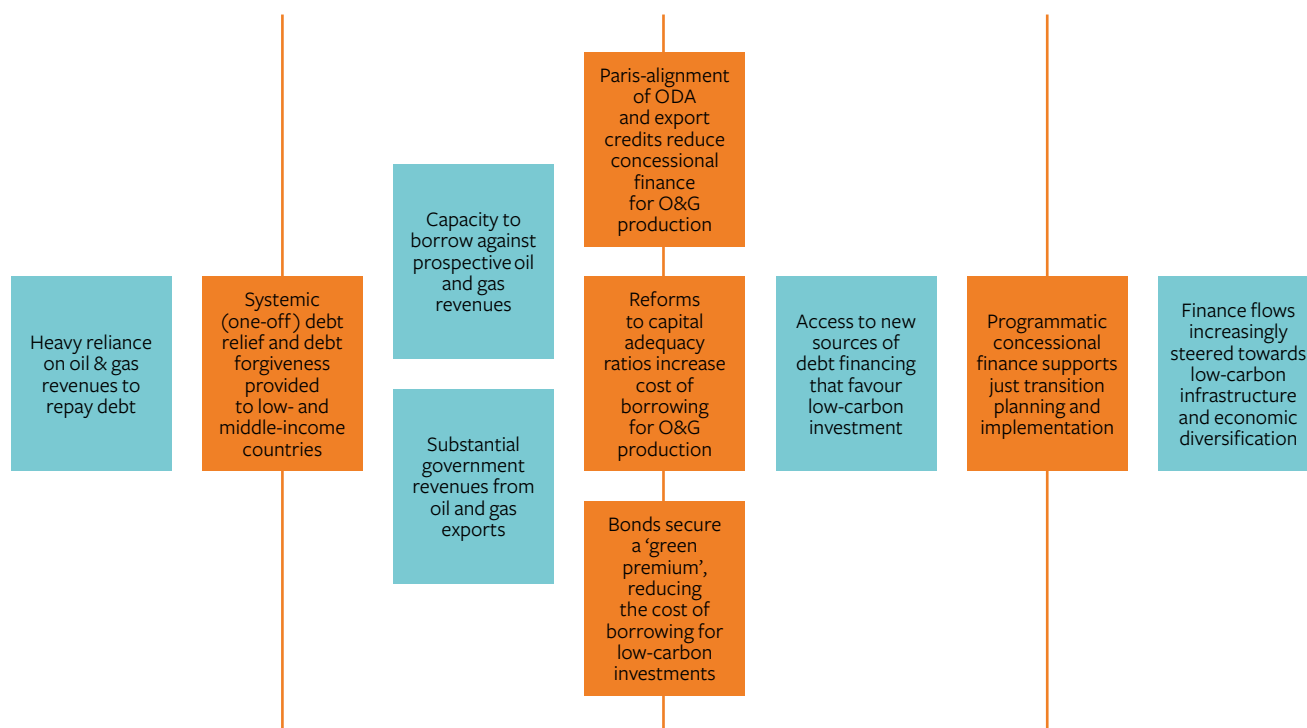 Heavy reliance
on oil & gas
revenues to
repay debt
Systemic
(one-off) debt
relief and debt
forgiveness
provided
to low- and
middle-income
countries
Capacity to
borrow against
prospective oil
and gas
revenues
Substantial
government
revenues from
oil and gas
exports
Paris-alignment
of ODA
and export
credits reduce
concessional
finance
for O&G
production
Reforms
to capital
adequacy
ratios increase
cost of
borrowing
for O&G
production
Bonds secure
a ‘green
premium’,
reducing
the cost of
borrowing for
low-carbon
investments
Access to new
sources of
debt financing
that favour
low-carbon
investment
Programmatic
concessional
finance supports
just transition
planning and
implementation
Finance flows
increasingly
steered towards
low-carbon
infrastructure
and economic
diversification